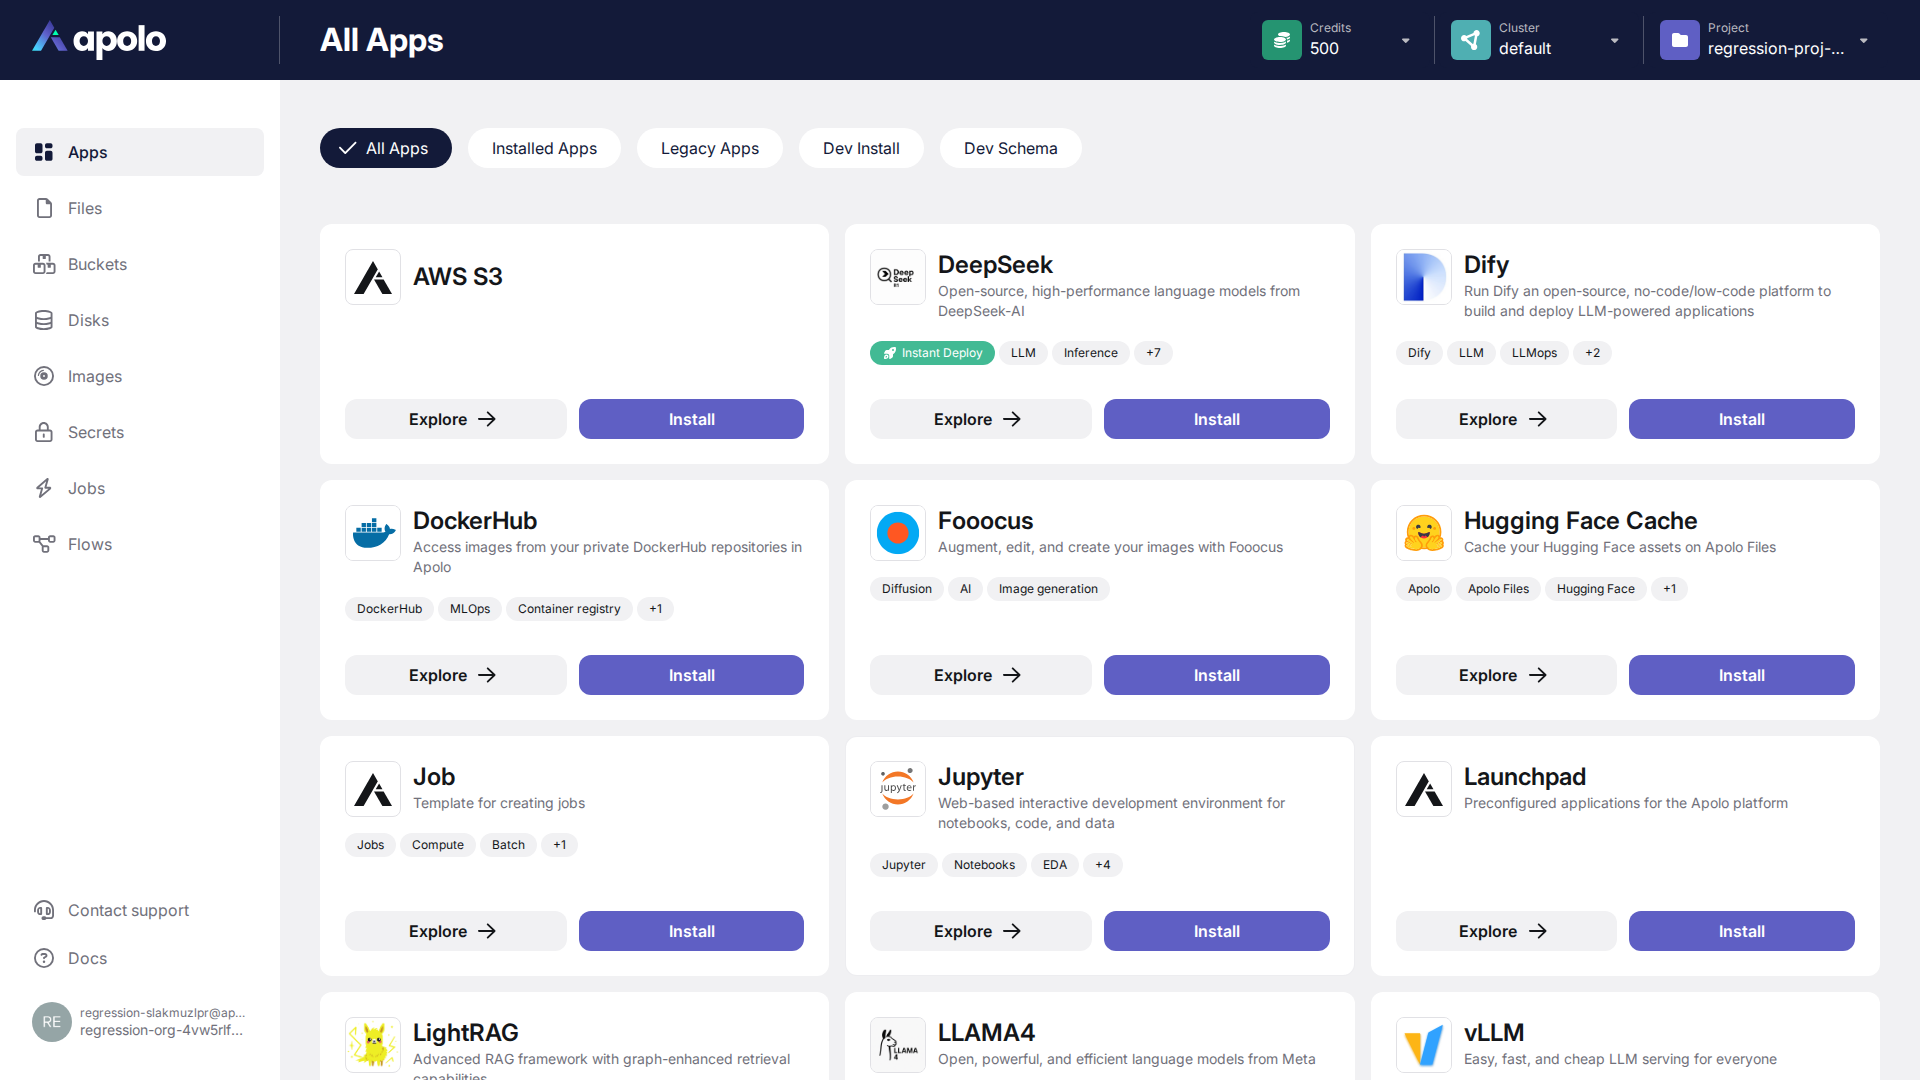 apolo
All Apps
Credits
500
Cluster
default
Project
regression-proj-...
Apps
Files
Buckets
Disks
Images
Secrets
Jobs
Flows
Contact support
Docs
RE
regression-slakmuzlpr@ap...
regression-org-4vw5rlf...
All Apps
Installed Apps
Legacy Apps
Dev Install
Dev Schema
AWS S3
Explore
Install
Deep
Seek
R1
DeepSeek
Open-source, high-performance language models from
DeepSeek-AI
Instant Deploy
LLM
Inference
+7
Explore
Install
Dify
Run Dify an open-source, no-code/low-code platform to
build and deploy LLM-powered applications
Dify
LLM
LLMops
+2
Explore
Install
DockerHub
Access images from your private DockerHub repositories in
Apolo
DockerHub
MLOps
Container registry
+1
Explore
Install
Fooocus
Augment, edit, and create your images with Fooocus
Diffusion
AI
Image generation
Explore
Install
Hugging Face Cache
Cache your Hugging Face assets on Apolo Files
Apolo
Apolo Files
Hugging Face
+1
Explore
Install
Job
Template for creating jobs
Jobs
Compute
Batch
+1
Explore
Install
jupyter
Jupyter
Web-based interactive development environment for
notebooks, code, and data
Jupyter
Notebooks
EDA
+4
Explore
Install
Launchpad
Preconfigured applications for the Apolo platform
Explore
Install
LightRAG
Advanced RAG framework with graph-enhanced retrieval
capabilities
LLAMA
4
LLAMA4
Open, powerful, and efficient language models from Meta
vLLM
Easy, fast, and cheap LLM serving for everyone